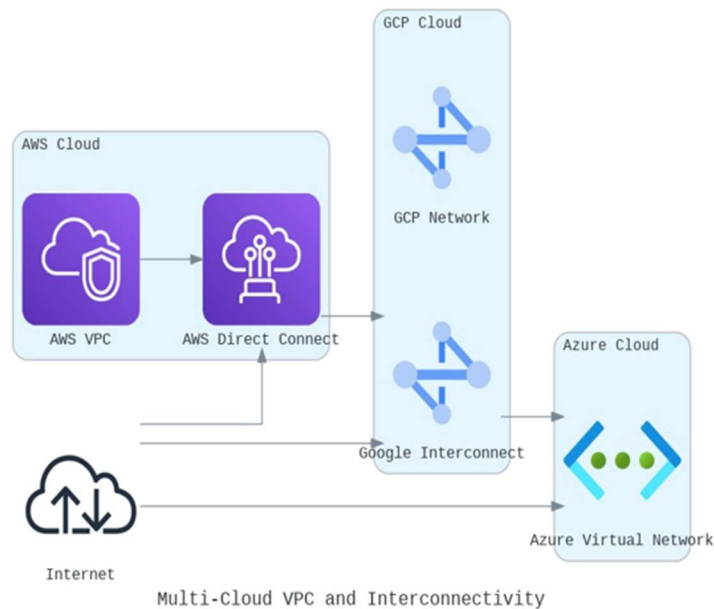 GCP Cloud
GCP Network
AWS Cloud
AWS VPC
AWS Direct Connect
Google Interconnect
Azure Cloud
Azure Virtual Network
Internet
Multi-Cloud VPC and Interconnectivity